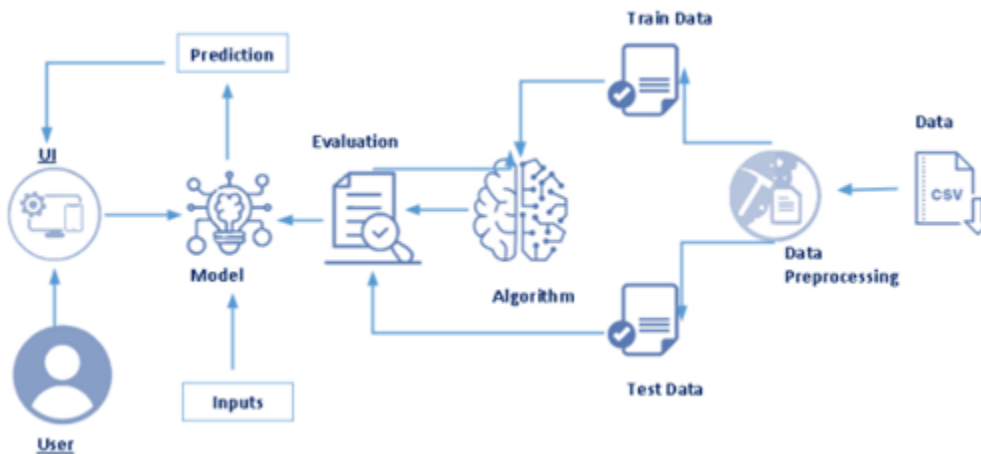 Train Data
Prediction
Data
Evaluation
UI
CSV
Model
Data
Preprocessing
Algorithm
Test Data
Inputs
User